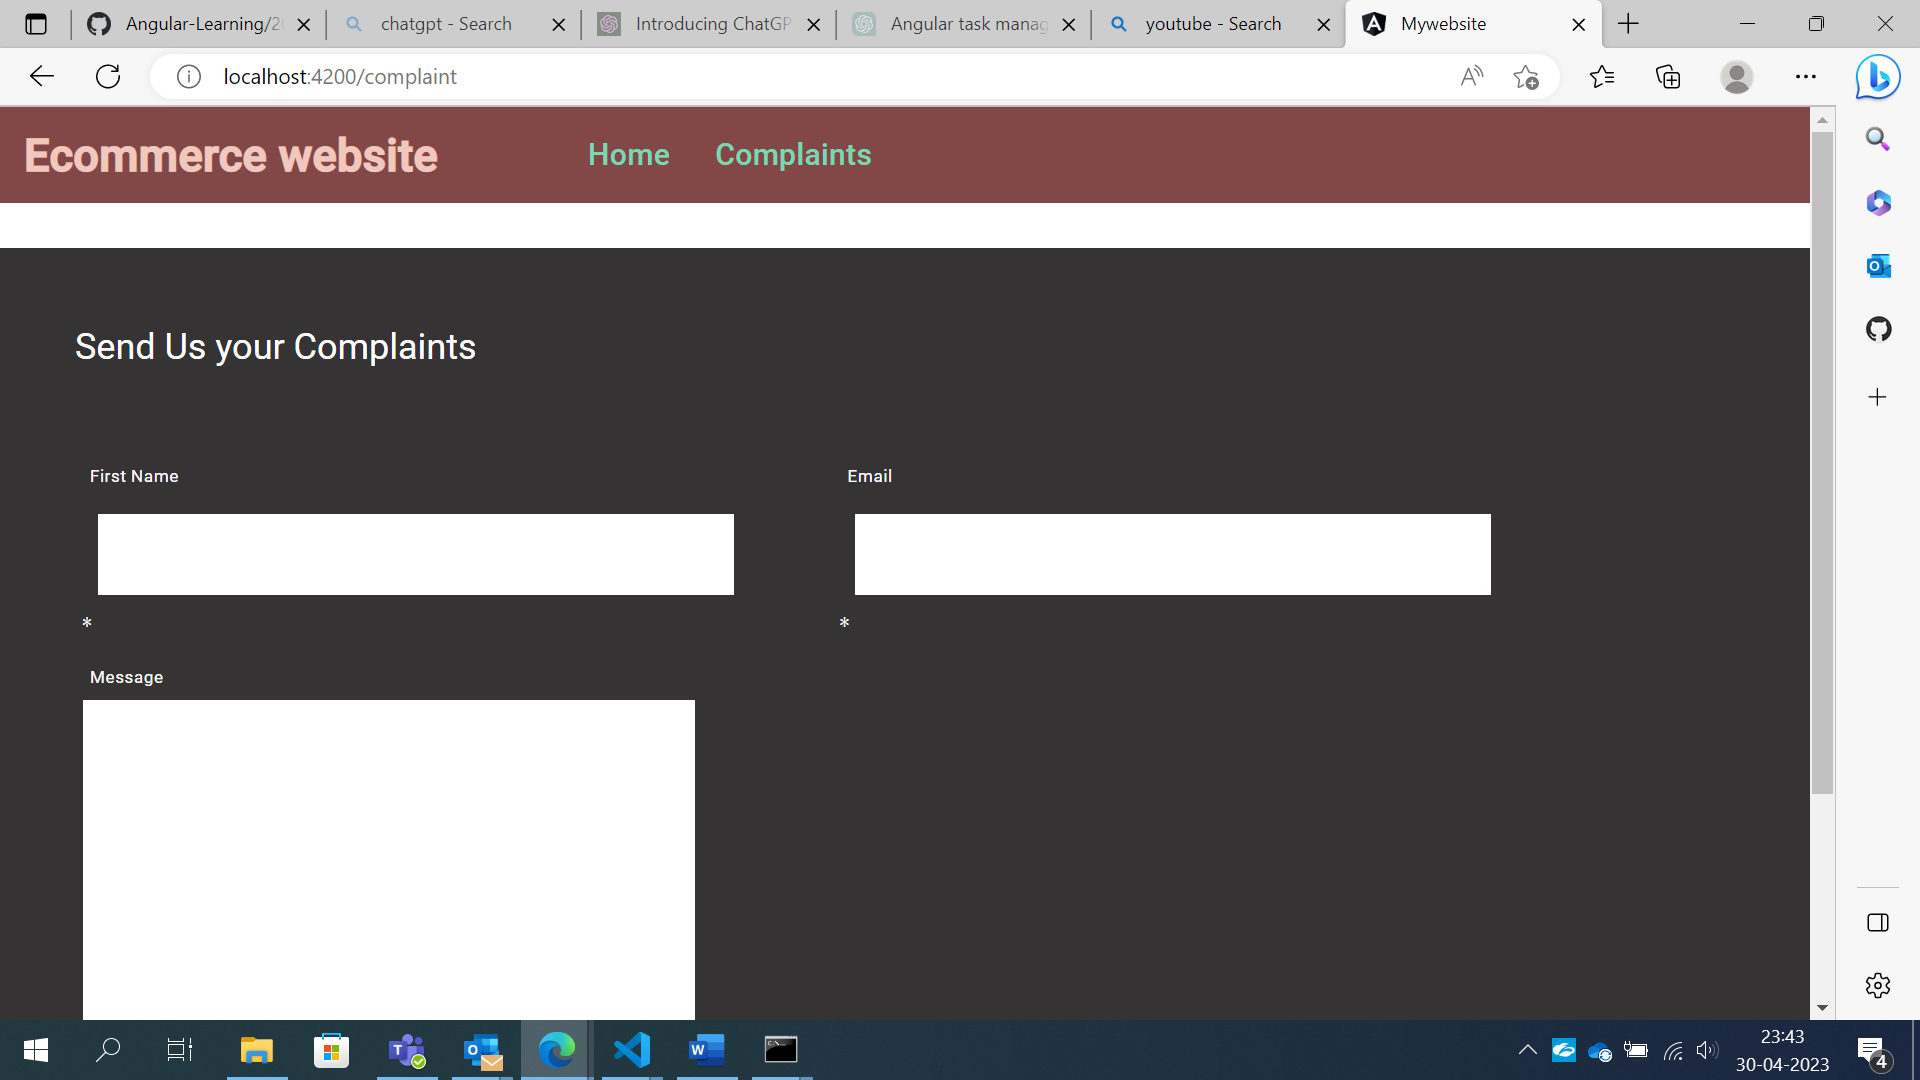 Angular-Learning/2
chatgpt - Search
Introducing ChatGP
Angular task manag
youtube - Search
Mywebsite
localhost:4200/complaint
Ecommerce website
Home
Complaints
Send Us your Complaints
First Name
Email
*
*
Message
23:43
30-04-2023
4